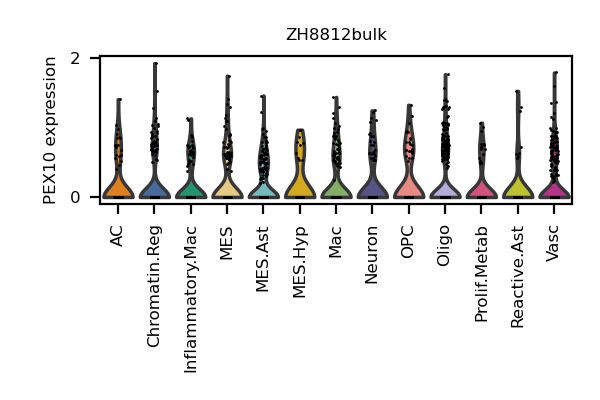 ZH8812bulk
PEX10 expression
2
0
AC
Chromatin.Reg
Inflammatory.Mac
MES
MES.Ast
MES.Hyp
Mac
Neuron
OPC
Oligo
Prolif.Metab
Reactive.Ast
Vasc